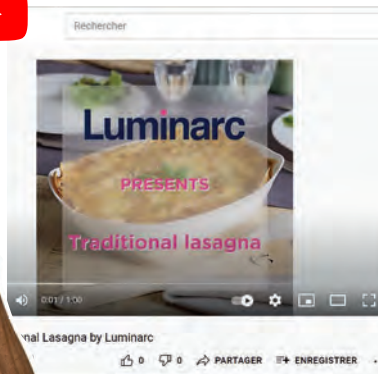 Rechercher
Luminarc
PRESENTS
Traditional lasagna
0:01 / 1:00
nal Lasagna by Luminarc
0 0 PARTAGER ENREGISTRER